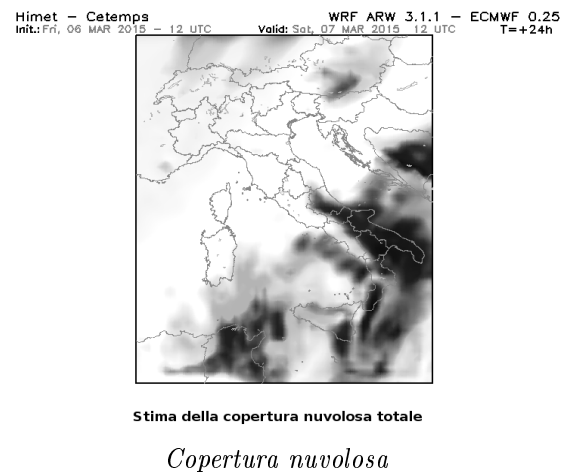 Himet – Cetemps WRF ARW 3.1.1 – ECMWF 0.25
Init.: Fri, 06 MAR 2015 – 12 UTC Valid: Sat, 07 MAR 2015 12 UTC T=+24h
Stima della copertura nuvolosa totale
Copertura nuvolosa